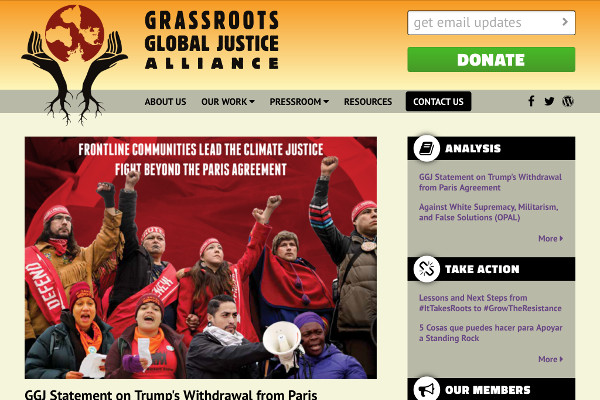 GRASSROOTS
GLOBAL JUSTICE
ALLIANCE
get email updates
DONATE
ABOUT US
OUR WORK
PRESSROOM
RESOURCES
CONTACT US
FRONTLINE COMMUNITIES LEAD THE CLIMATE JUSTICE
FIGHT BEYOND THE PARIS AGREEMENT
DEFEND
GGJ Statement on Trump's Withdrawal from Paris
ANALYSIS
GGJ Statement on Trump's Withdrawal
from Paris Agreement
Against White Supremacy, Militarism,
and False Solutions (OPAL)
More
TAKE ACTION
Lessons and Next Steps from
#ItTakesRoots to #GrowTheResistance
5 Cosas que puedes hacer para Apoyar
a Standing Rock
More
OUR MEMBERS